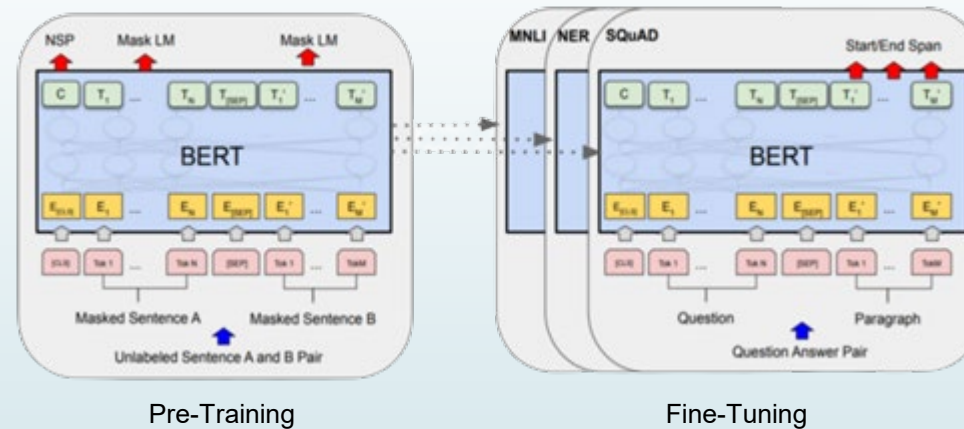 NSP Mask LM Mask LM
C T1 ... TN T[SEP] T1' ... TM'
BERT
E[CLS] E1 ... EN E[SEP] E1' ... EM'
[CLS] Tok 1 ... Tok N [SEP] Tok 1 ... TokM
Masked Sentence A Masked Sentence B
Unlabeled Sentence A and B Pair
Pre-Training
MNLI NER SQuAD
Start/End Span
C T1 ... TN T[SEP] T1' ... TM'
BERT
E[CLS] E1 ... EN E[SEP] E1' ... EM'
[CLS] Tok 1 ... Tok N [SEP] Tok 1 ... TokM
Question Paragraph
Question Answer Pair
Fine-Tuning